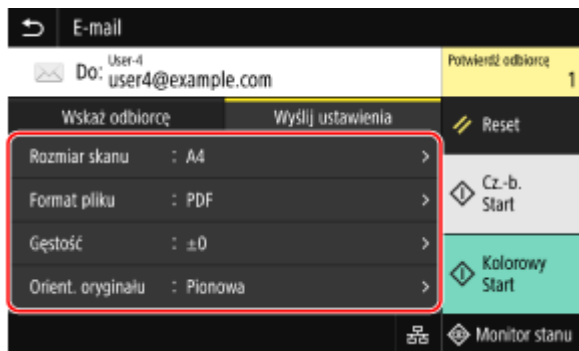 E-mail
Do: User-4
user4@example.com
Potwierdź odbiorcę
1
Wskaż odbiorcę
Wyślij ustawienia
Reset
Rozmiar skanu : A4
Format pliku : PDF
Gęstość : ±0
Orient. oryginału : Pionowa
Cz.-b.
Start
Kolorowy
Start
Monitor stanu